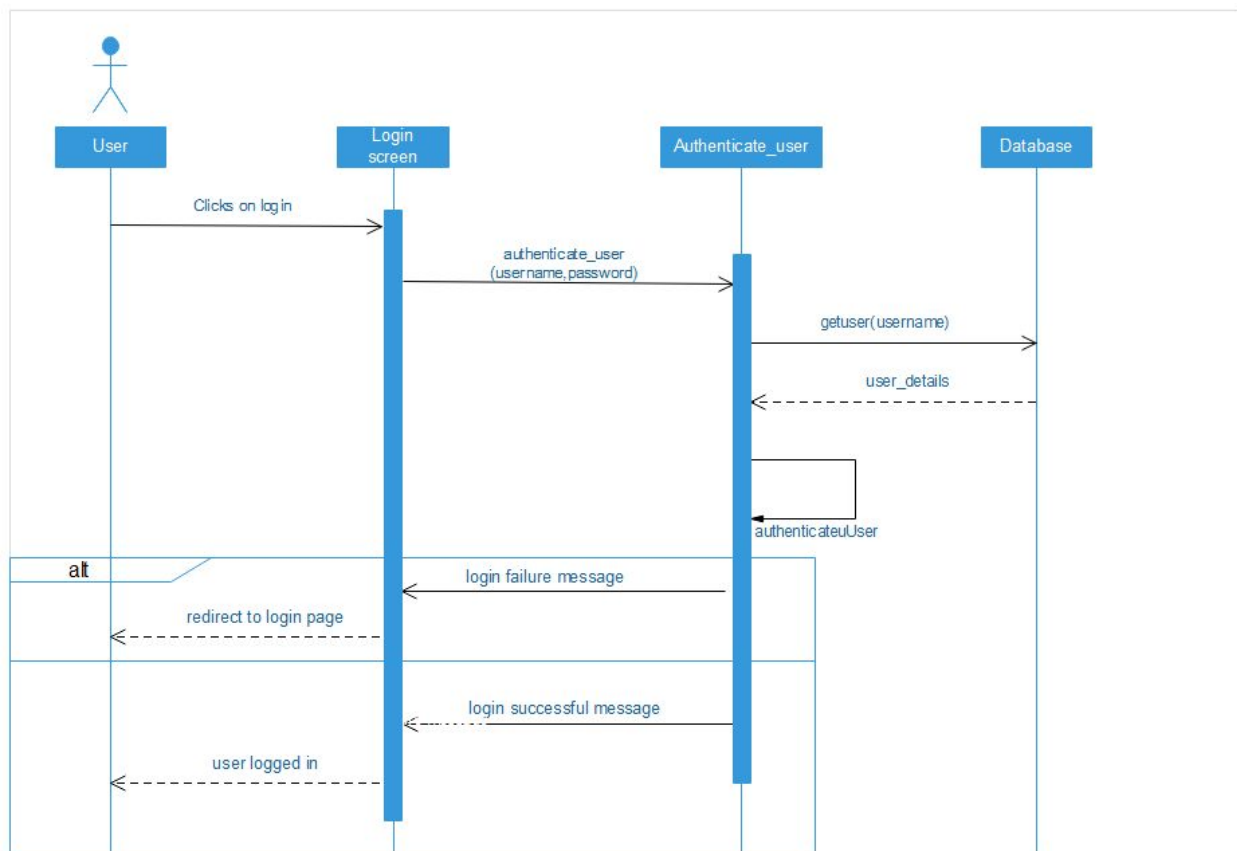 User
Login
screen
Authenticate_user
Database
Clicks on login
authenticate_user
(username,password)
getuser(username)
user_details
authenticateuUser
alt
login failure message
redirect to login page
login successful message
user logged in